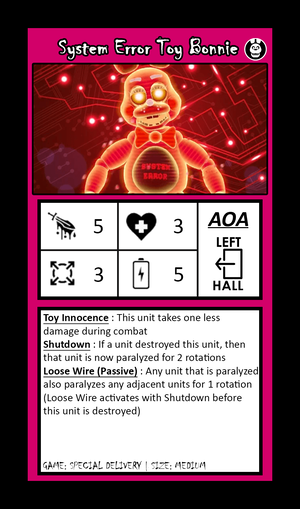 System Error Toy Bonnie
SYSTEM
ERROR
5
3
AOA
LEFT
HALL
3
5
Toy Innocence : This unit takes one less
damage during combat
Shutdown : If a unit destroyed this unit, then
that unit is now paralyzed for 2 rotations
Loose Wire (Passive) : Any unit that is paralyzed
also paralyzes any adjacent units for 1 rotation
(Loose Wire activates with Shutdown before
this unit is destroyed)
GAME: SPECIAL DELIVERY | SIZE: MEDIUM